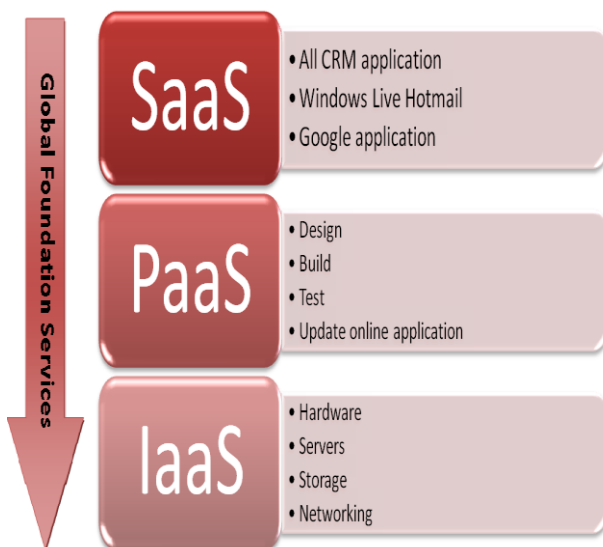 Global Foundation Services
SaaS
• All CRM application
• Windows Live Hotmail
• Google application
PaaS
• Design
• Build
• Test
• Update online application
IaaS
• Hardware
• Servers
• Storage
• Networking